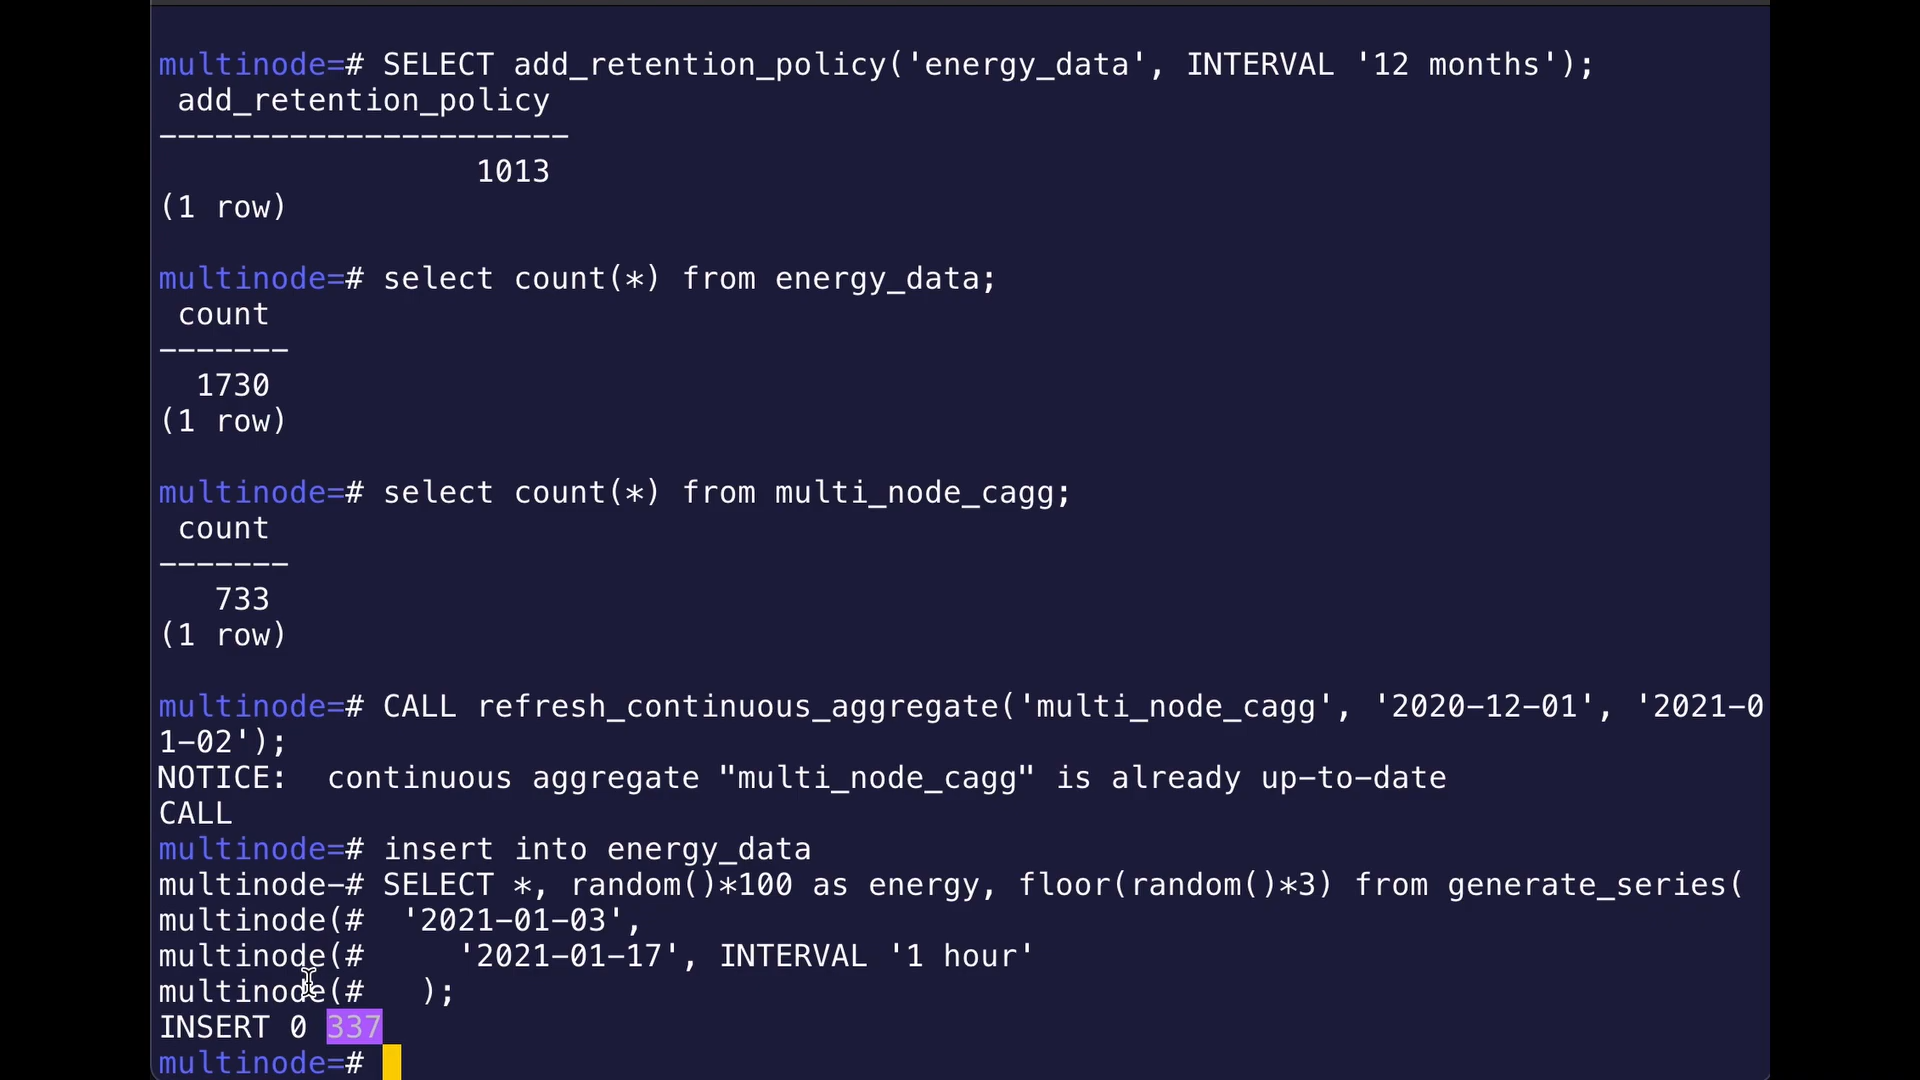 multinode=# SELECT add_retention_policy('energy_data', INTERVAL '12 months');
 add_retention_policy
----------------------
                 1013
(1 row)

multinode=# select count(*) from energy_data;
 count
-------
  1730
(1 row)

multinode=# select count(*) from multi_node_cagg;
 count
-------
   733
(1 row)

multinode=# CALL refresh_continuous_aggregate('multi_node_cagg', '2020-12-01', '2021-0
1-02');
NOTICE:  continuous aggregate "multi_node_cagg" is already up-to-date
CALL
multinode=# insert into energy_data
multinode-# SELECT *, random()*100 as energy, floor(random()*3) from generate_series(
multinode(#  '2021-01-03',
multinode(#     '2021-01-17', INTERVAL '1 hour'
multinode(#   );
INSERT 0 337
multinode=#